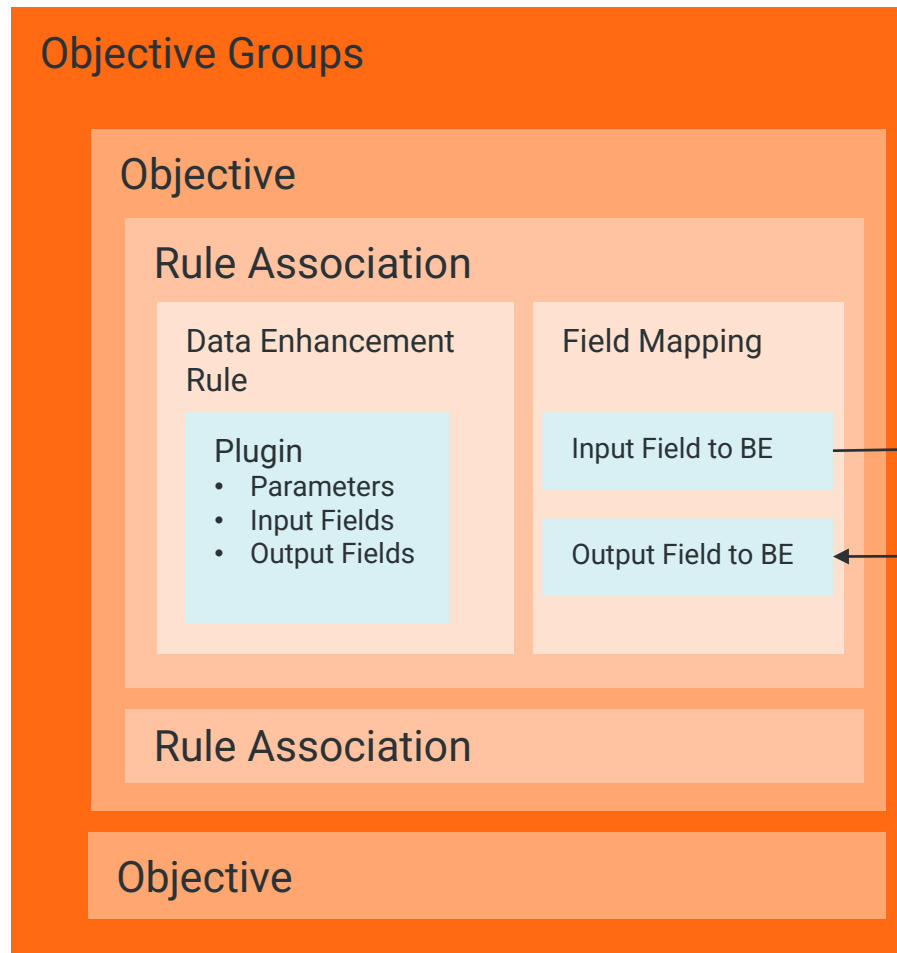 Objective Groups
Objective
Rule Association
Data Enhancement
Rule
Plugin
• Parameters
• Input Fields
• Output Fields
Field Mapping
Input Field to BE
Output Field to BE
Rule Association
Objective